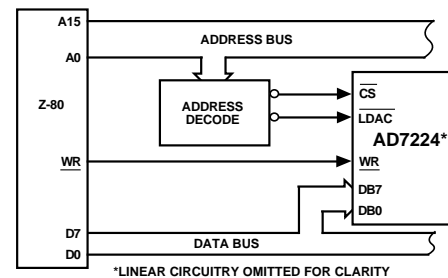 A15
ADDRESS BUS
A0
Z-80
ADDRESS
DECODE
CS
LDAC
AD7224*
WR
WR
DB7
DB0
D7
DATA BUS
D0
*LINEAR CIRCUITRY OMITTED FOR CLARITY